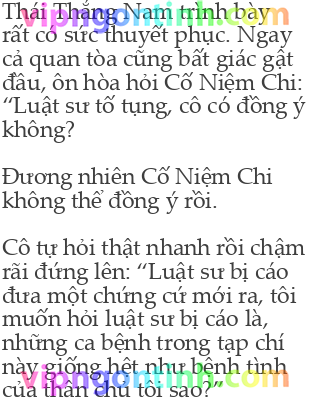 Thái Thắng Nam trình bày
rất có sức thuyết phục. Ngay
cả quan tòa cũng bất giác gật
đầu, ôn hòa hỏi Cố Niệm Chi:
“Luật sư tố tụng, cô có đồng ý
không?
Đương nhiên Cố Niệm Chi
không thể đồng ý rồi.
Cô tự hỏi thật nhanh rồi chậm
rãi đứng lên: “Luật sư bị cáo
đưa một chứng cứ mới ra, tôi
muốn hỏi luật sư bị cáo là,
những ca bệnh trong tạp chí
này giống hệt như bệnh tình
của thân chủ tôi sao?”
vipngontinh.com
vipngontinh.com